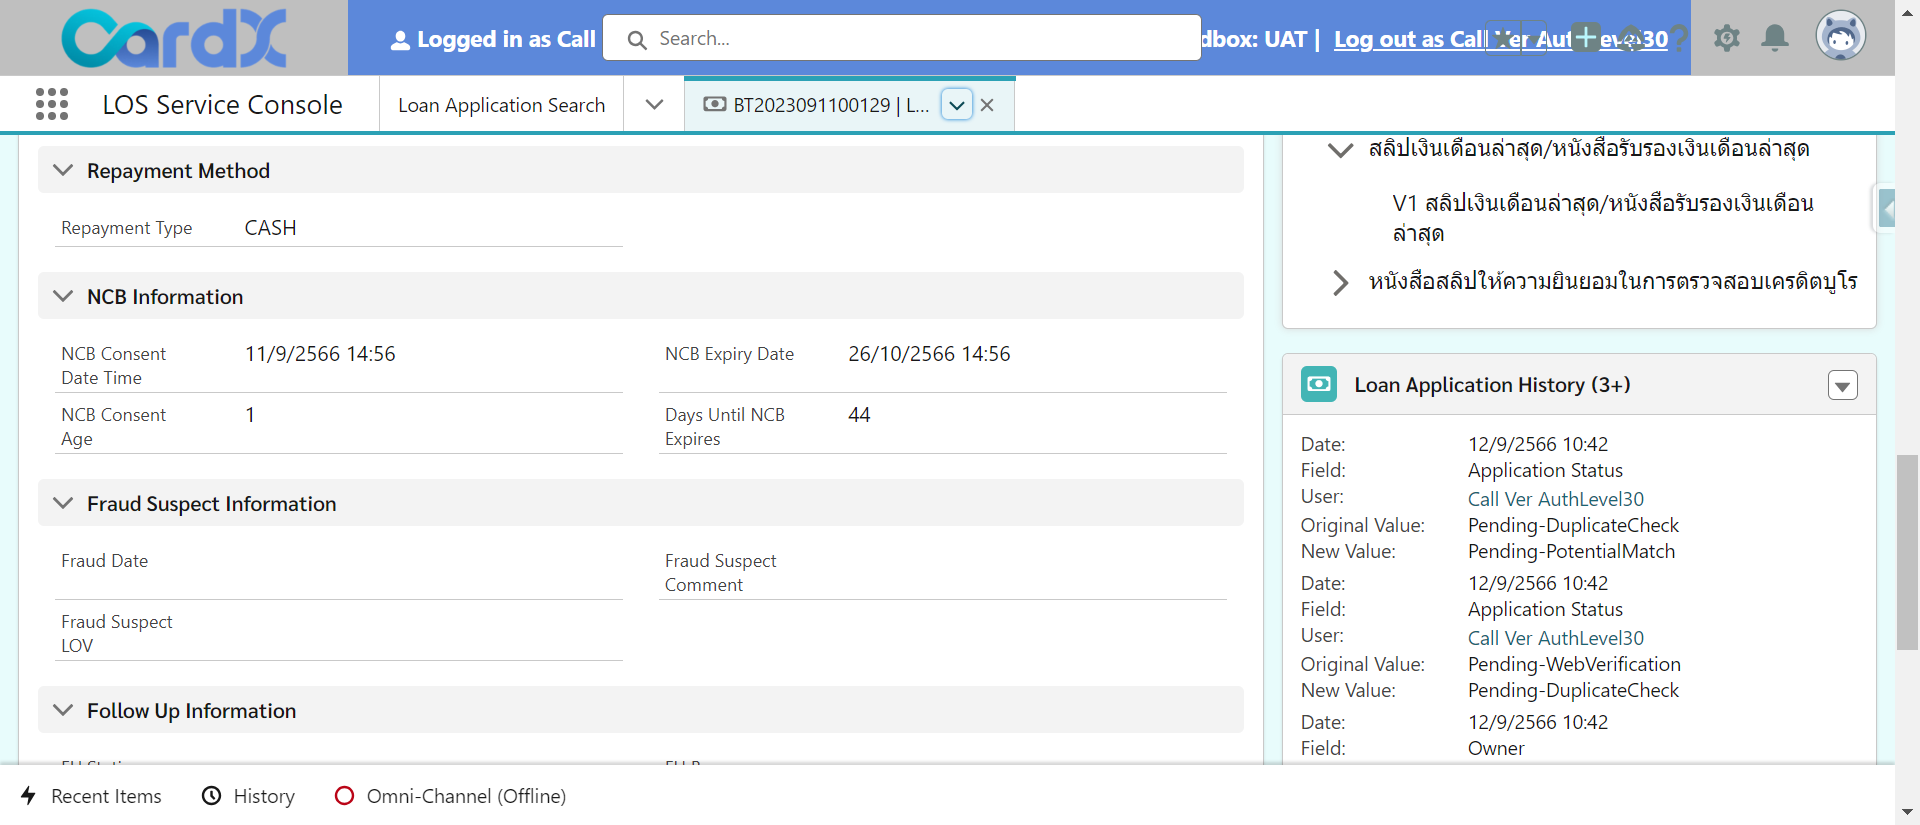 CardX
Logged in as Call
Search...
dbox: UAT |
Log out as Call Ver AuthLevel30
LOS Service Console
Loan Application Search
BT2023091100129 | L...
Repayment Method
Repayment Type
CASH
NCB Information
NCB Consent
Date Time
11/9/2566 14:56
NCB Expiry Date
26/10/2566 14:56
NCB Consent
Age
1
Days Until NCB
Expires
44
Fraud Suspect Information
Fraud Date
Fraud Suspect
Comment
Fraud Suspect
LOV
Follow Up Information
สลิปเงินเดือนล่าสุด/หนังสือรับรองเงินเดือนล่าสุด
V1 สลิปเงินเดือนล่าสุด/หนังสือรับรองเงินเดือน
ล่าสุด
หนังสือสลิปให้ความยินยอมในการตรวจสอบเครดิตบูโร
Loan Application History (3+)
Date: 12/9/2566 10:42
Field: Application Status
User: Call Ver AuthLevel30
Original Value: Pending-DuplicateCheck
New Value: Pending-PotentialMatch
Date: 12/9/2566 10:42
Field: Application Status
User: Call Ver AuthLevel30
Original Value: Pending-WebVerification
New Value: Pending-DuplicateCheck
Date: 12/9/2566 10:42
Field: Owner
Recent Items
History
Omni-Channel (Offline)